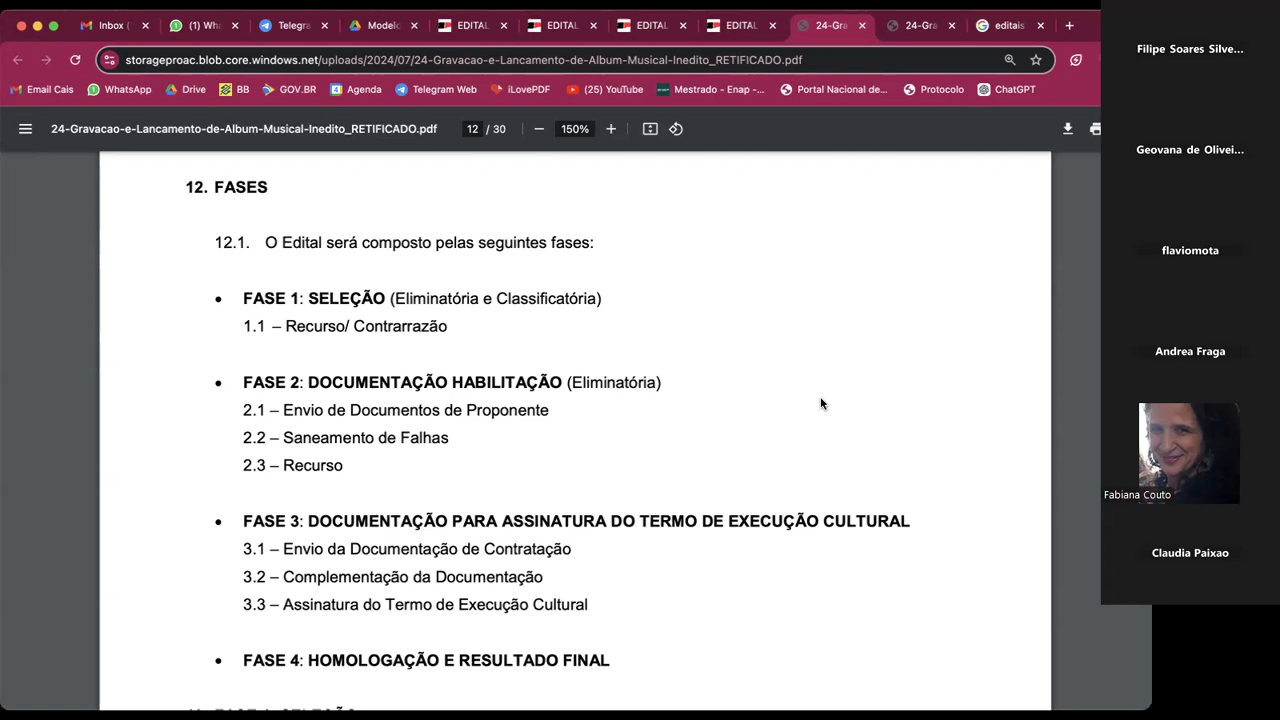 Inbox (
(1) Wha
Telegra
Modelo
EDITAL
EDITAL
EDITAL
EDITAL
24-Gra
24-Gra
editais
storageproac.blob.core.windows.net/uploads/2024/07/24-Gravacao-e-Lancamento-de-Album-Musical-Inedito_RETIFICADO.pdf
Email Cais
WhatsApp
Drive
BB
GOV.BR
Agenda
Telegram Web
iLovePDF
(25) YouTube
Mestrado - Enap -...
Portal Nacional de...
Protocolo
ChatGPT
24-Gravacao-e-Lancamento-de-Album-Musical-Inedito_RETIFICADO.pdf
12 / 30
150%
12. FASES
12.1. O Edital será composto pelas seguintes fases:
• FASE 1: SELEÇÃO (Eliminatória e Classificatória)
1.1 – Recurso/ Contrarrazão
• FASE 2: DOCUMENTAÇÃO HABILITAÇÃO (Eliminatória)
2.1 – Envio de Documentos de Proponente
2.2 – Saneamento de Falhas
2.3 – Recurso
• FASE 3: DOCUMENTAÇÃO PARA ASSINATURA DO TERMO DE EXECUÇÃO CULTURAL
3.1 – Envio da Documentação de Contratação
3.2 – Complementação da Documentação
3.3 – Assinatura do Termo de Execução Cultural
• FASE 4: HOMOLOGAÇÃO E RESULTADO FINAL
Filipe Soares Silve...
Geovana de Olivei...
flaviomota
Andrea Fraga
Fabiana Couto
Claudia Paixao